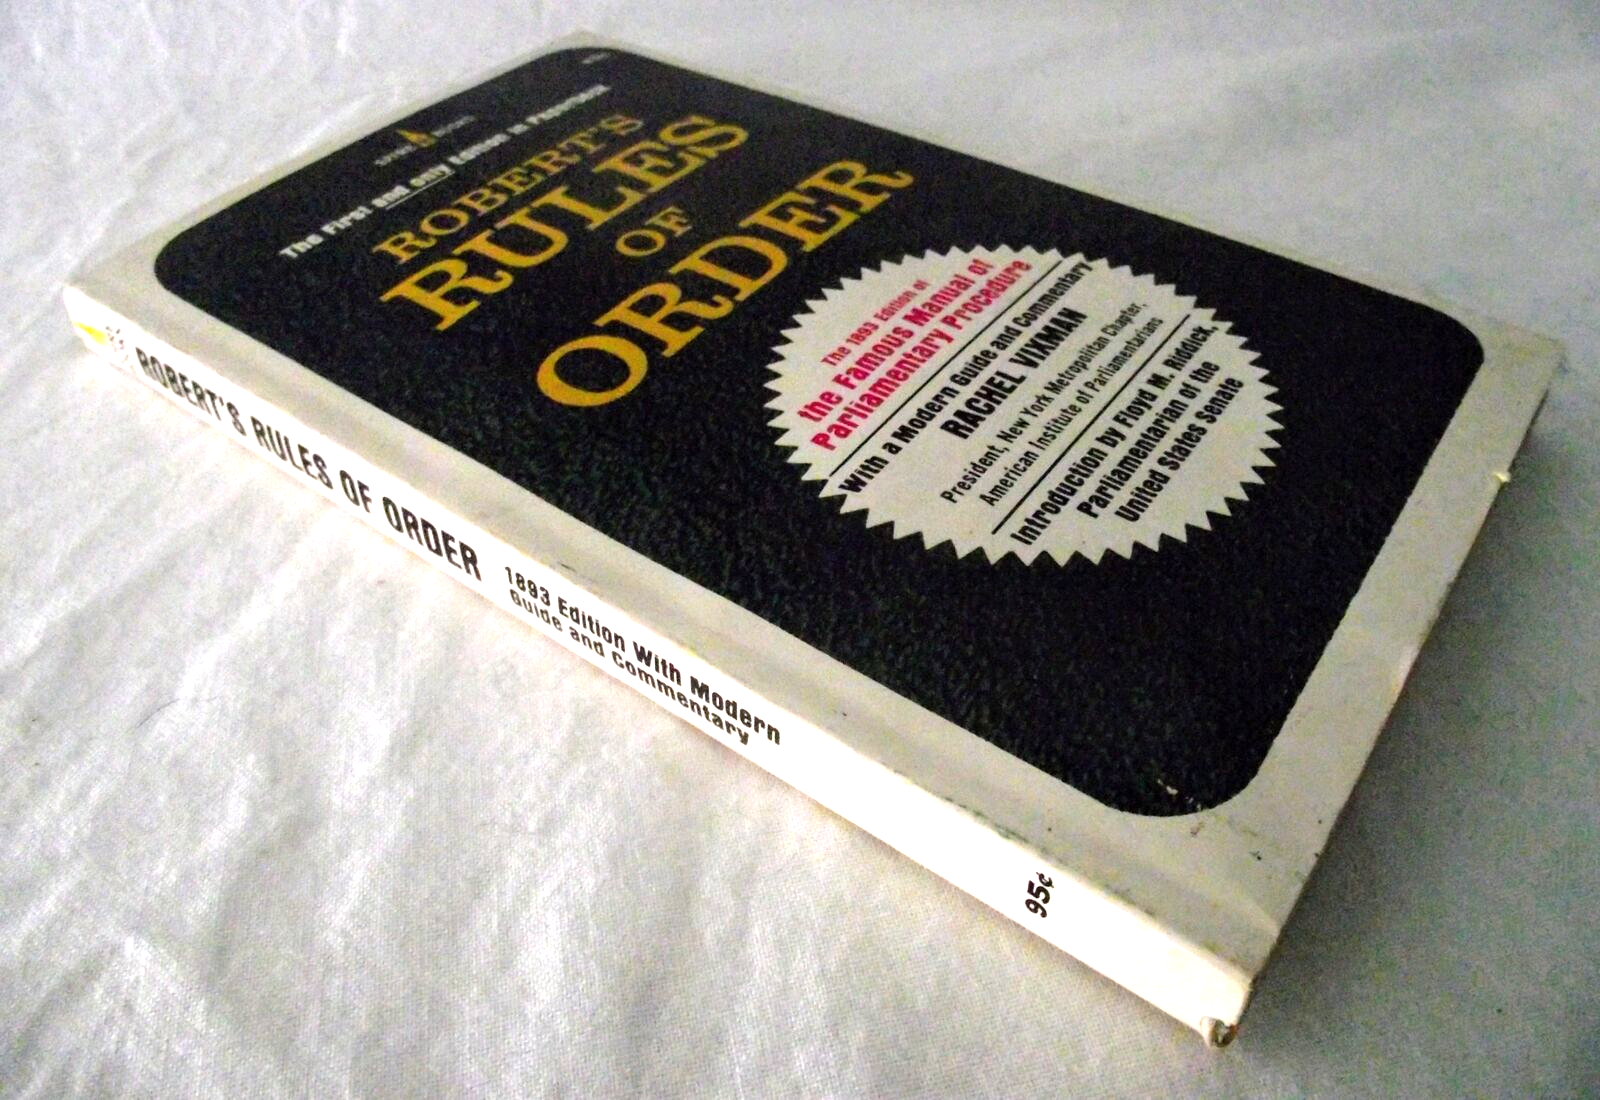 SPIRE BOOKS
The First and only Edition in Paperback
ROBERT'S
RULES
OF
ORDER
The 1893 Edition of
the Famous Manual of
Parliamentary Procedure
With a Modern Guide and Commentary
RACHEL VIXMAN
President, New York Metropolitan Chapter,
American Institute of Parliamentarians
Introduction by Floyd M. Riddick,
Parliamentarian of the
United States Senate
ROBERT'S RULES OF ORDER
1893 Edition With Modern
Guide and Commentary
95¢